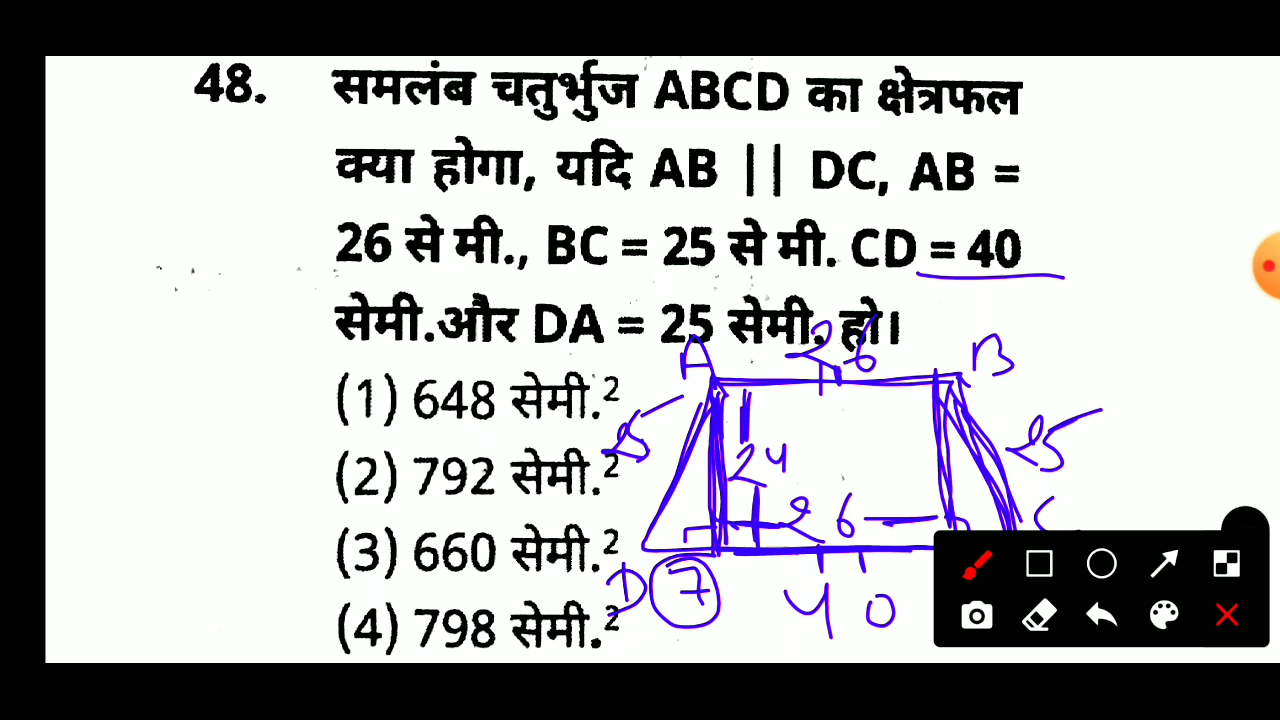 48. समलंब चतुर्भुज ABCD का क्षेत्रफल
क्या होगा, यदि AB || DC, AB =
26 से मी., BC = 25 से मी. CD = 40
सेमी.और DA = 25 सेमी. हो।
(1) 648 सेमी.²
(2) 792 सेमी.²
(3) 660 सेमी.²
(4) 798 सेमी.²
A 26 B
25 25
24
26 C
D 7 40